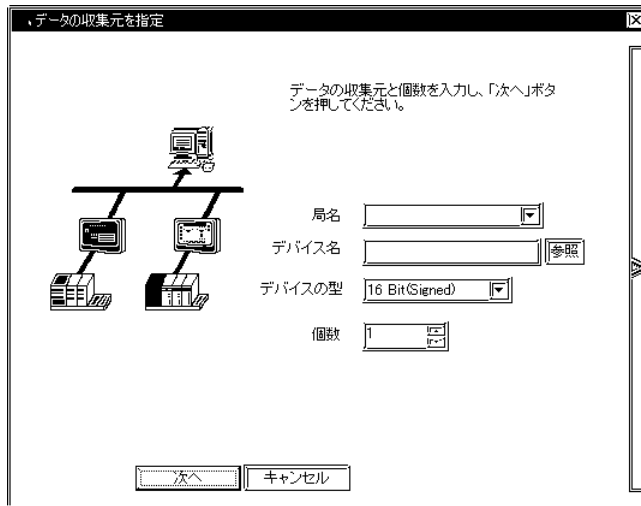 データの収集元を指定
データの収集元と個数を入力し、「次へ」ボタ
ンを押してください。
局名
デバイス名
参照
デバイスの型
16 Bit(Signed)
個数
1
次へ
キャンセル